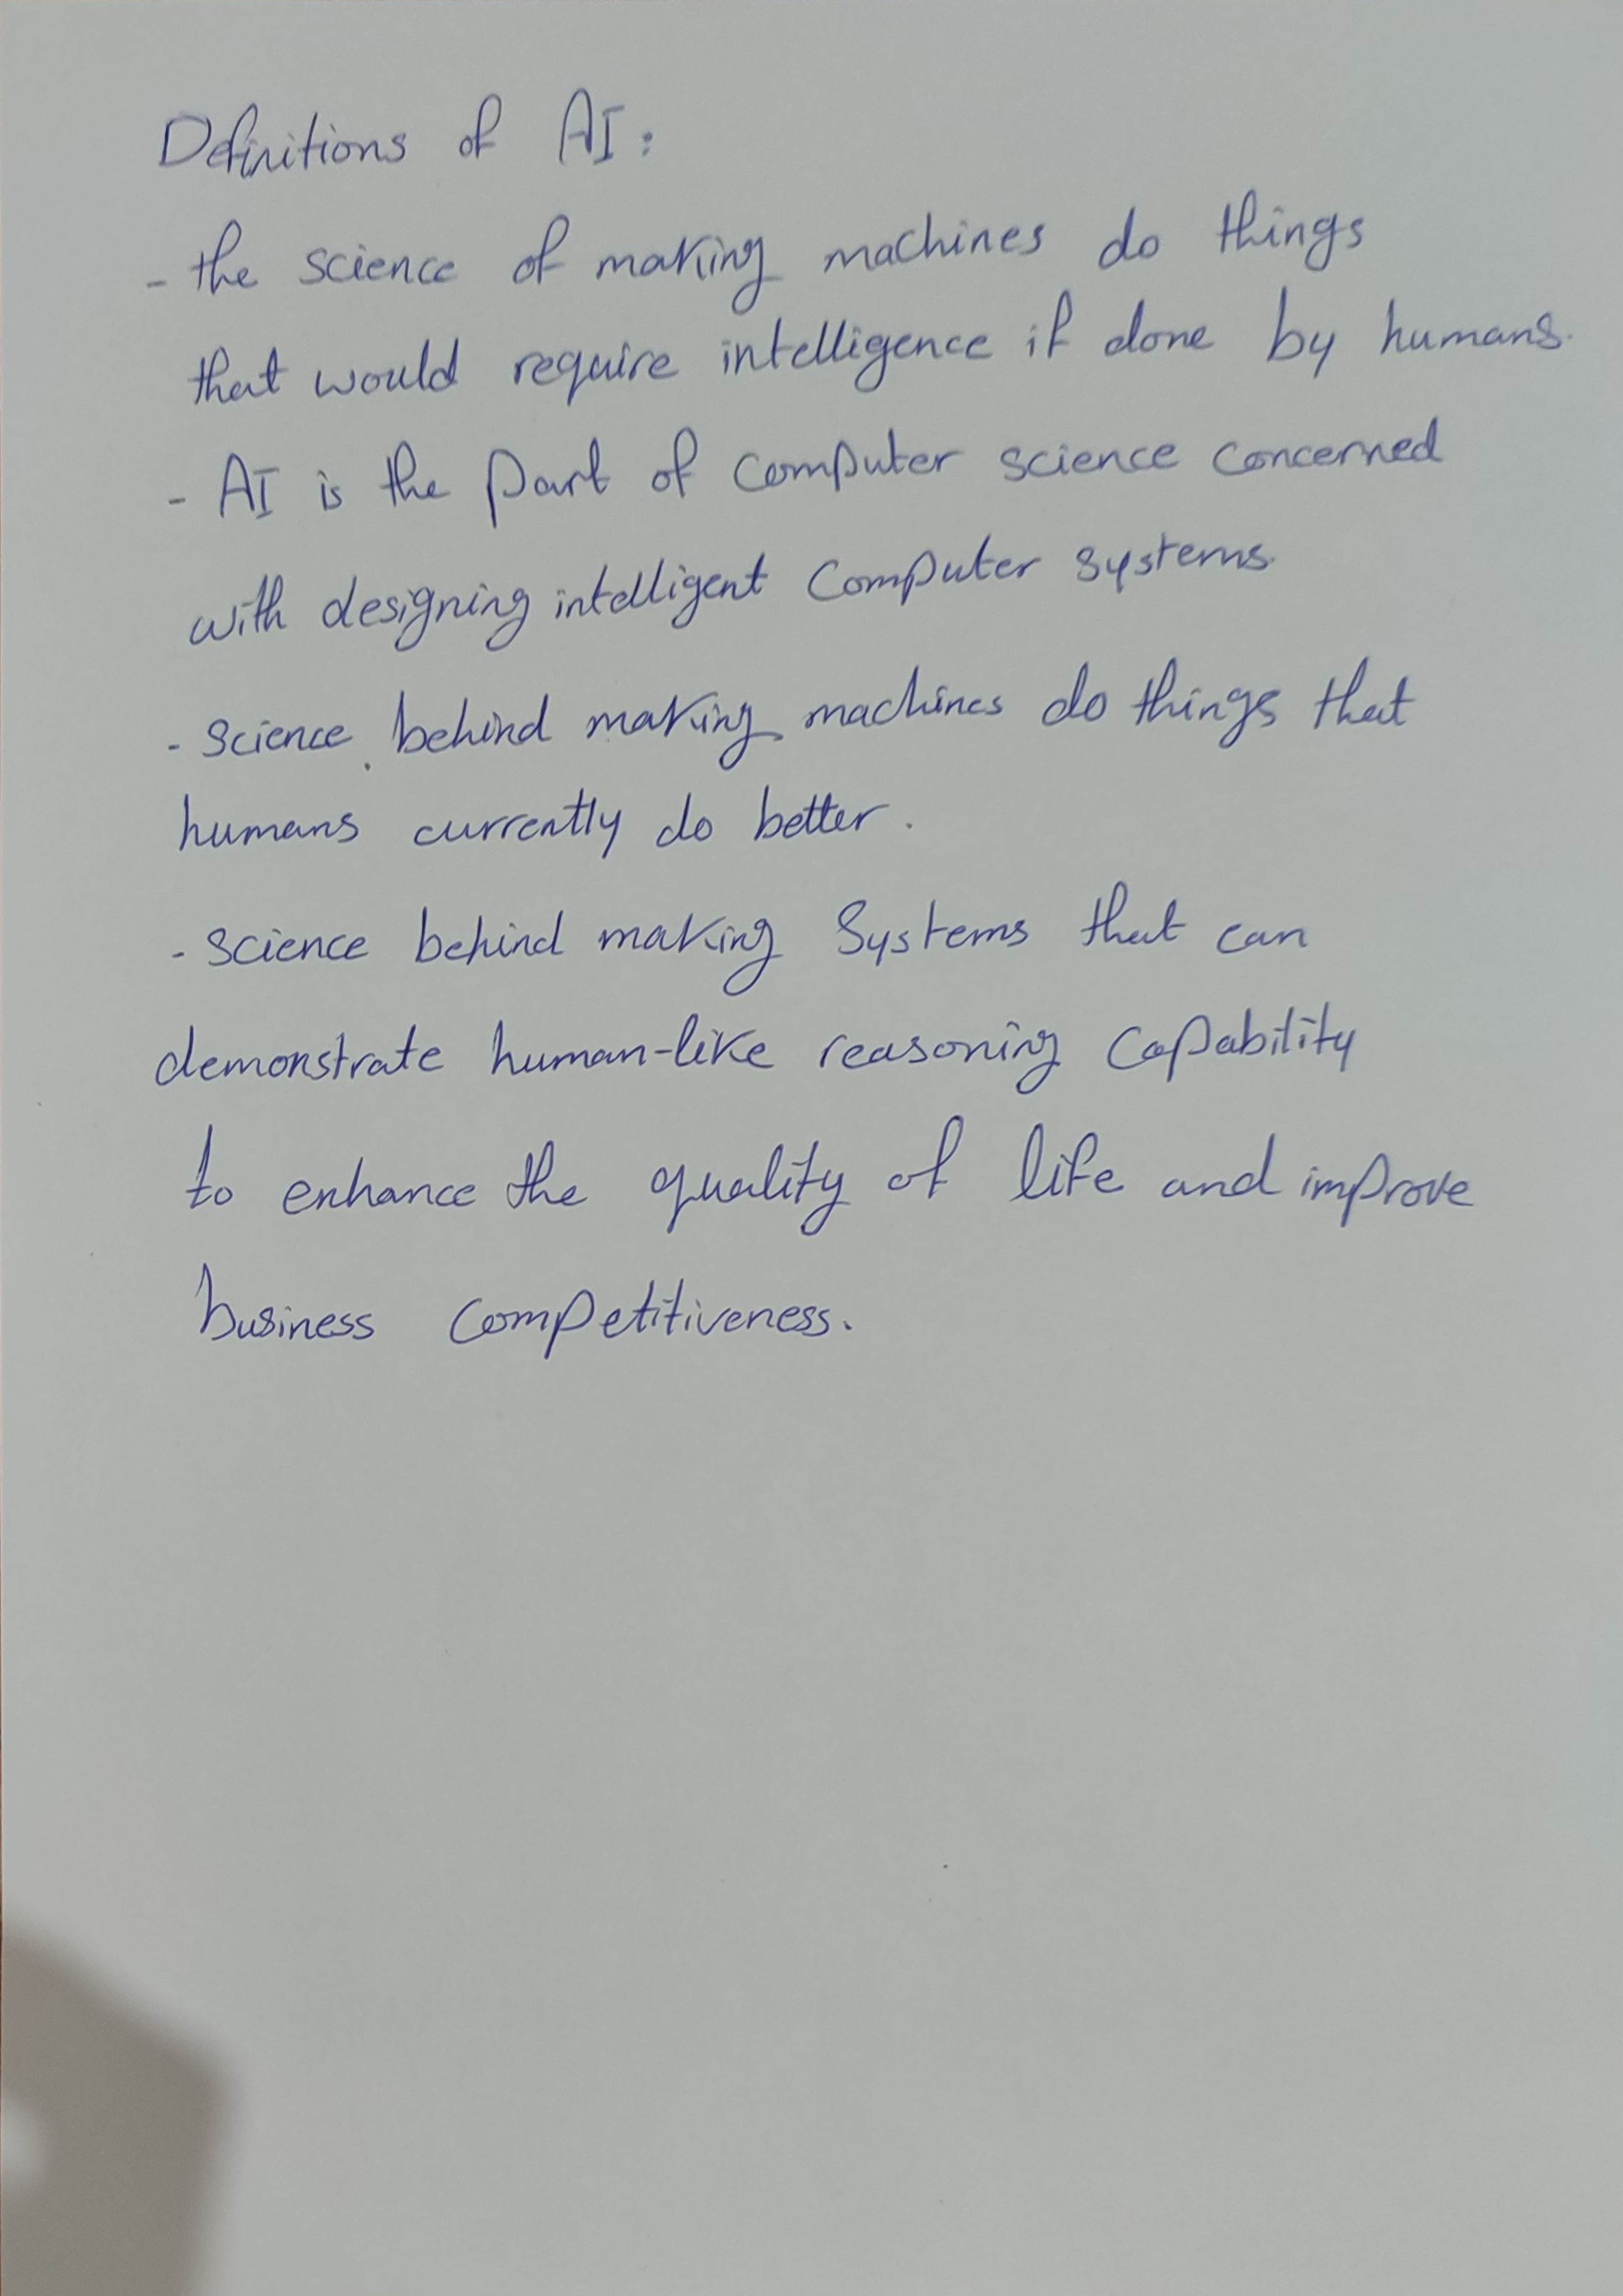 Definitions of AI:
- the science of making machines do things
that would require intelligence if done by humans.
- AI is the part of computer science concerned
with designing intelligent computer systems.
- science behind making machines do things that
humans currently do better.
- science behind making systems that can
demonstrate human-like reasoning capability
to enhance the quality of life and improve
business competitiveness.